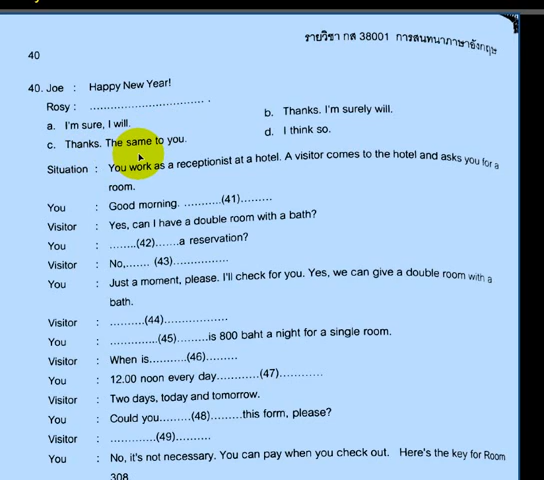 รายวิชา กส 38001 การสนทนาภาษาอังกฤษ
40
40. Joe : Happy New Year!
Rosy : .......................................
a. I'm sure, I will.
b. Thanks. I'm surely will.
c. Thanks. The same to you.
d. I think so.
Situation : You work as a receptionist at a hotel. A visitor comes to the hotel and asks you for a
room.
You : Good morning. ...........(41).........
Visitor : Yes, can I have a double room with a bath?
You : ........(42)......a reservation?
Visitor : No,....... (43)................
You : Just a moment, please. I'll check for you. Yes, we can give a double room with a
bath.
Visitor : ..........(44)..................
You : .............(45).........is 800 baht a night for a single room.
Visitor : When is...........(46).........
You : 12.00 noon every day...........(47)............
Visitor : Two days, today and tomorrow.
You : Could you........(48)........this form, please?
Visitor : ............(49).........
You : No, it's not necessary. You can pay when you check out. Here's the key for Room
308